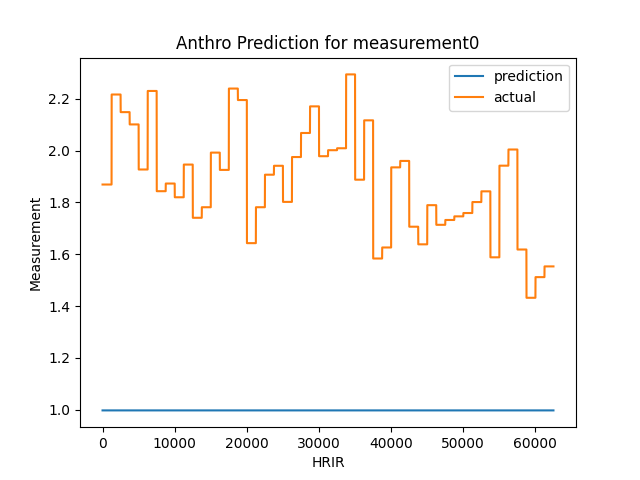 Anthro Prediction for measurement0
prediction
actual
Measurement
2.2
2.0
1.8
1.6
1.4
1.2
1.0
0
10000
20000
30000
40000
50000
60000
HRIR